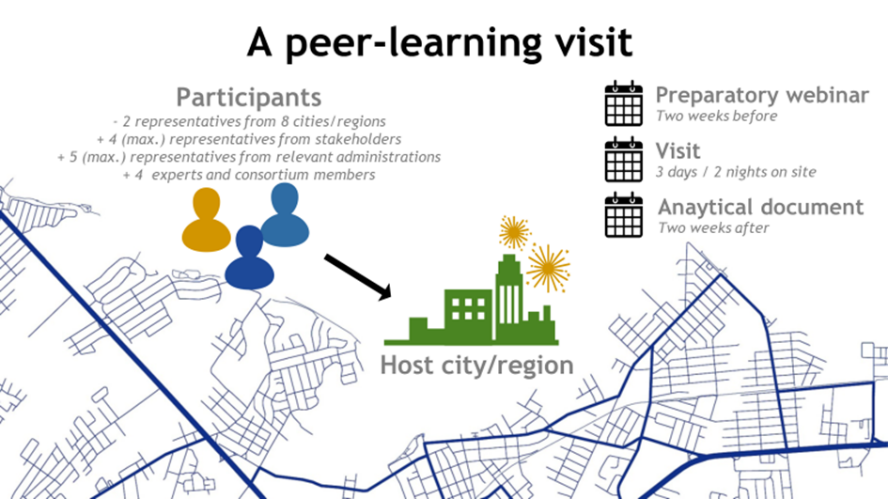 A peer-learning visit
Participants
- 2 representatives from 8 cities/regions
+ 4 (max.) representatives from stakeholders
+ 5 (max.) representatives from relevant administrations
+ 4 experts and consortium members
Preparatory webinar
Two weeks before
Visit
3 days / 2 nights on site
Anaytical document
Two weeks after
Host city/region